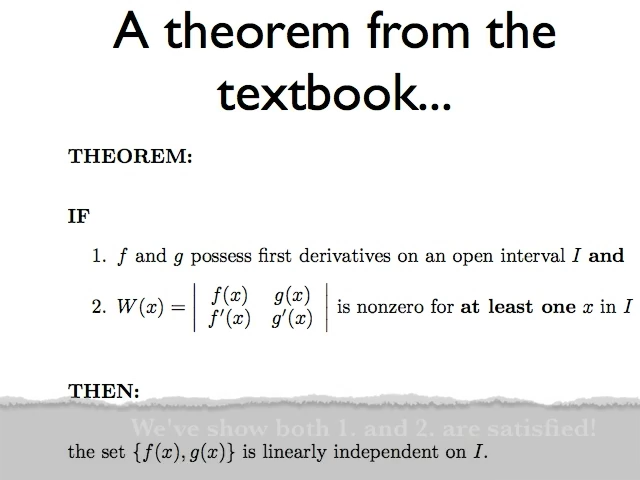 A theorem from the
textbook...
THEOREM:
IF
1. f and g possess first derivatives on an open interval I and
2. W(x) = | f(x) g(x) | is nonzero for at least one x in I
| f′(x) g′(x) |
THEN:
We've show both 1. and 2. are satisfied!
the set {f(x), g(x)} is linearly independent on I.